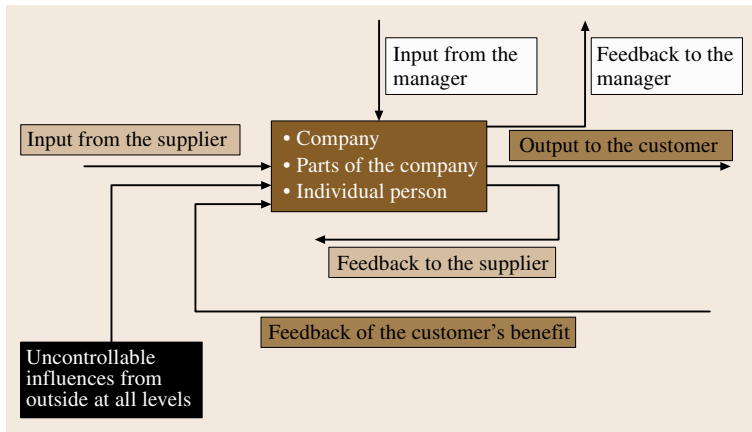 Input from the
manager
Feedback to the
manager
Input from the supplier
• Company
• Parts of the company
• Individual person
Output to the customer
Feedback to the supplier
Feedback of the customer's benefit
Uncontrollable
influences from
outside at all levels